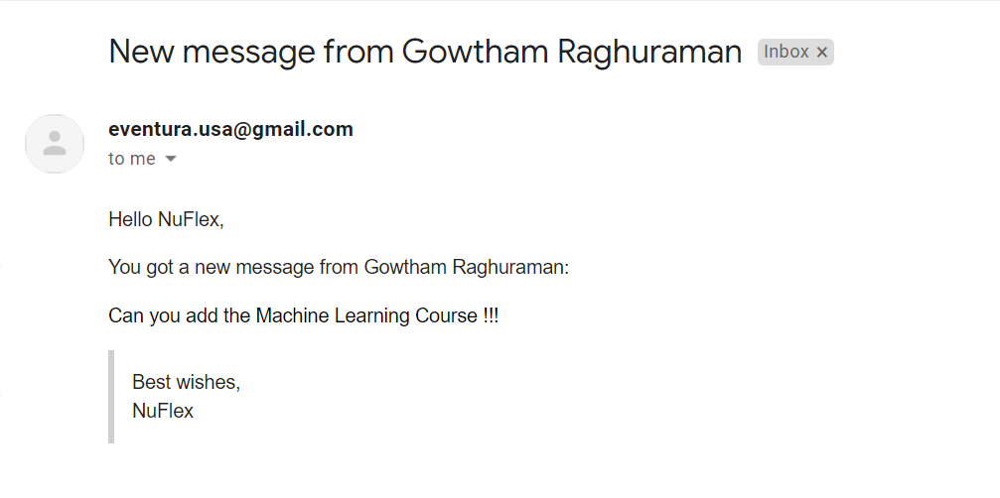 New message from Gowtham Raghuraman Inbox x
eventura.usa@gmail.com
to me
Hello NuFlex,
You got a new message from Gowtham Raghuraman:
Can you add the Machine Learning Course !!!
Best wishes,
NuFlex